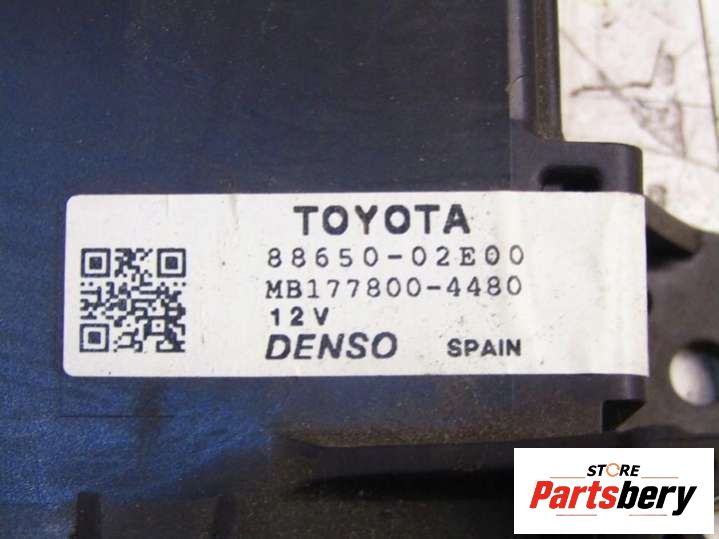 TOYOTA
88650-02E00
MB177800-4480
12V
DENSO SPAIN
STORE
Partsbery